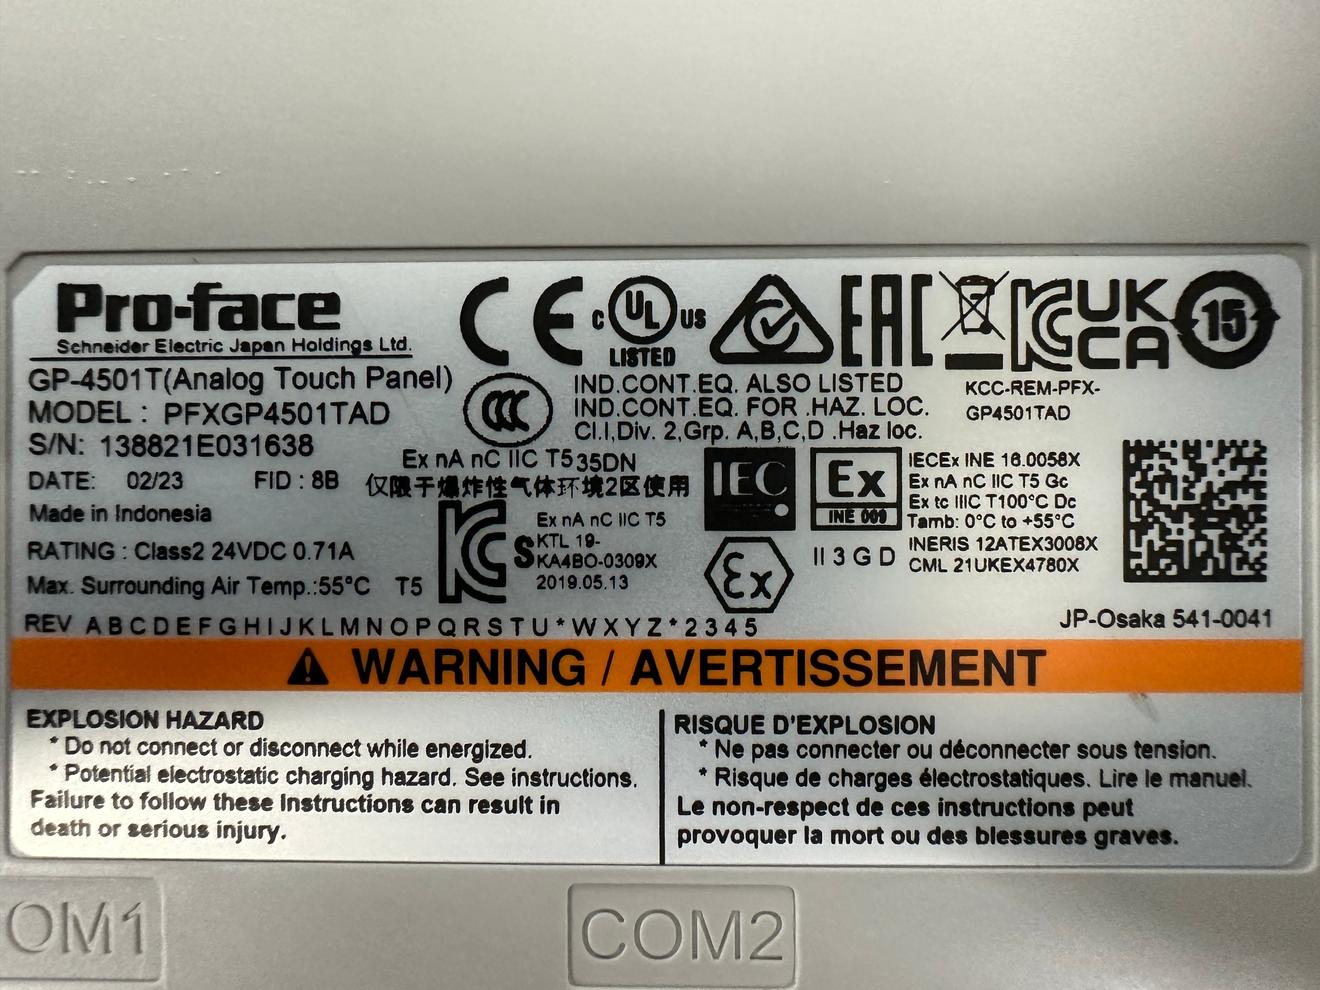 Pro-face
Schneider Electric Japan Holdings Ltd.
GP-4501T(Analog Touch Panel)
MODEL : PFXGP4501TAD
S/N: 138821E031638
DATE: 02/23 FID : 8B
Made in Indonesia
RATING : Class2 24VDC 0.71A
Max. Surrounding Air Temp.:55°C T5
REV A B C D E F G H I J K L M N O P Q R S T U * W X Y Z * 2 3 4 5
CE
C UL US
LISTED
EAC
KC
UK
CA
15
CCC
IND.CONT.EQ. ALSO LISTED
IND.CONT.EQ. FOR .HAZ. LOC.
Cl.I,Div. 2,Grp. A,B,C,D .Haz loc.
KCC-REM-PFX-
GP4501TAD
Ex nA nC IIC T5 35DN
仅限于爆炸性气体环境2区使用
KCs
Ex nA nC IIC T5
KTL 19-
KA4BO-0309X
2019.05.13
IEC
Ex
INE 009
Ex
II 3 G D
IECEx INE 16.0058X
Ex nA nC IIC T5 Gc
Ex tc IIIC T100°C Dc
Tamb: 0°C to +55°C
INERIS 12ATEX3008X
CML 21UKEX4780X
JP-Osaka 541-0041
WARNING / AVERTISSEMENT
EXPLOSION HAZARD
* Do not connect or disconnect while energized.
* Potential electrostatic charging hazard. See instructions.
Failure to follow these Instructions can result in
death or serious injury.
RISQUE D'EXPLOSION
* Ne pas connecter ou déconnecter sous tension.
* Risque de charges électrostatiques. Lire le manuel.
Le non-respect de ces instructions peut
provoquer la mort ou des blessures graves.
OM1
COM2